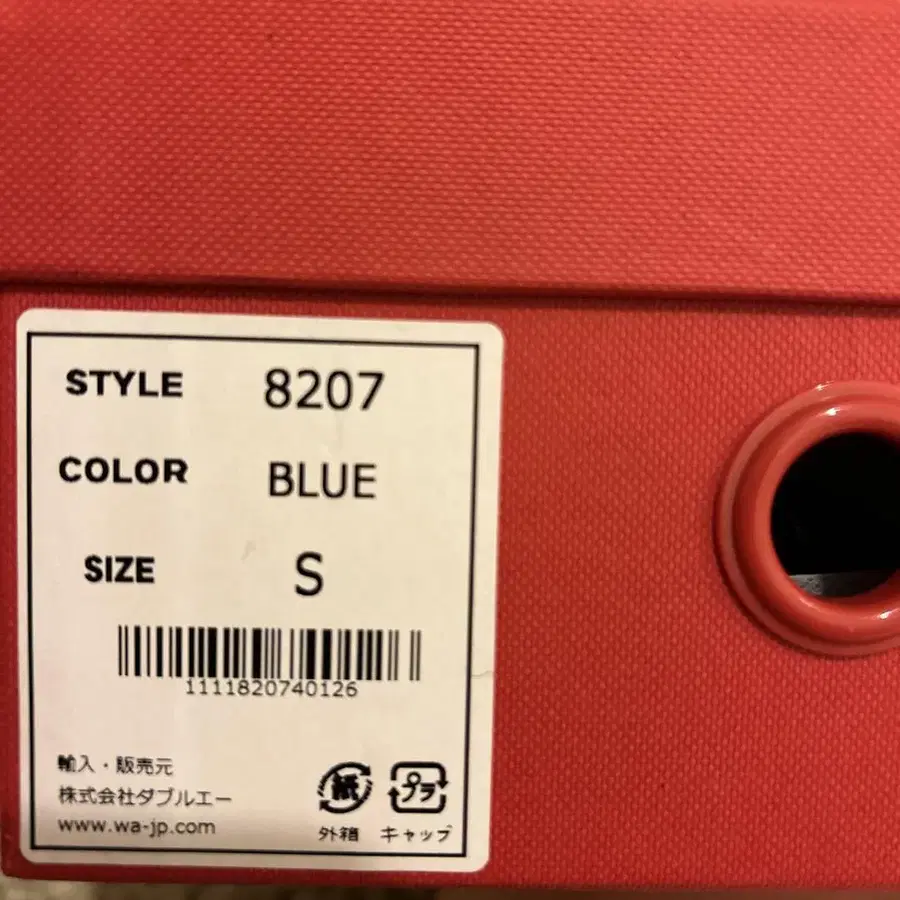 STYLE 8207
COLOR BLUE
SIZE S
1111820740126
輸入・販売元
株式会社ダブルエー
www.wa-jp.com
紙 プラ
外箱 キャップ